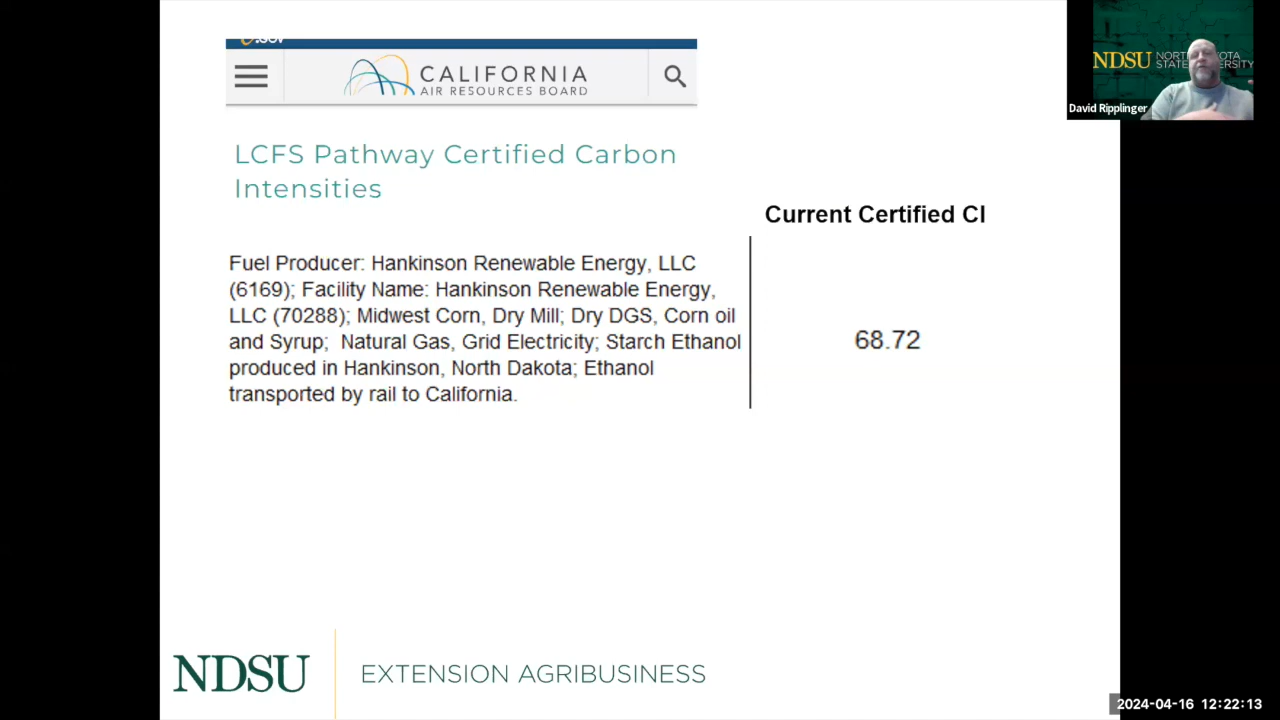 CALIFORNIA
AIR RESOURCES BOARD
LCFS Pathway Certified Carbon
Intensities
Current Certified CI
Fuel Producer: Hankinson Renewable Energy, LLC
(6169); Facility Name: Hankinson Renewable Energy,
LLC (70288); Midwest Corn, Dry Mill; Dry DGS, Corn oil
and Syrup; Natural Gas, Grid Electricity; Starch Ethanol
produced in Hankinson, North Dakota; Ethanol
transported by rail to California.
68.72
NDSU
EXTENSION AGRIBUSINESS
NDSU
David Ripplinger
2024-04-16 12:22:13